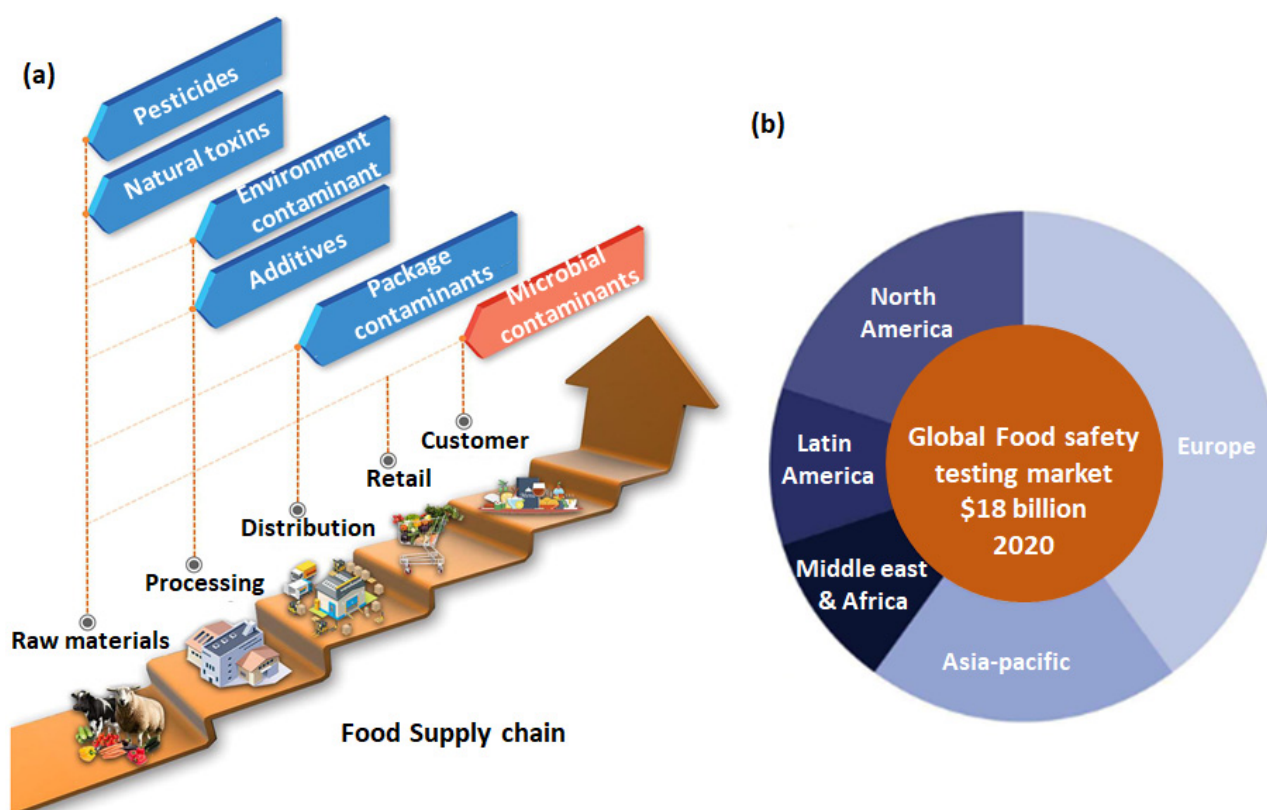 (a)
Pesticides
Natural toxins
Environment
contaminant
Additives
Package
contaminants
Microbial
contaminants
Customer
Retail
Distribution
Processing
Raw materials
Food Supply chain
(b)
North
America
Europe
Latin
America
Global Food safety
testing market
$18 billion
2020
Middle east
& Africa
Asia-pacific